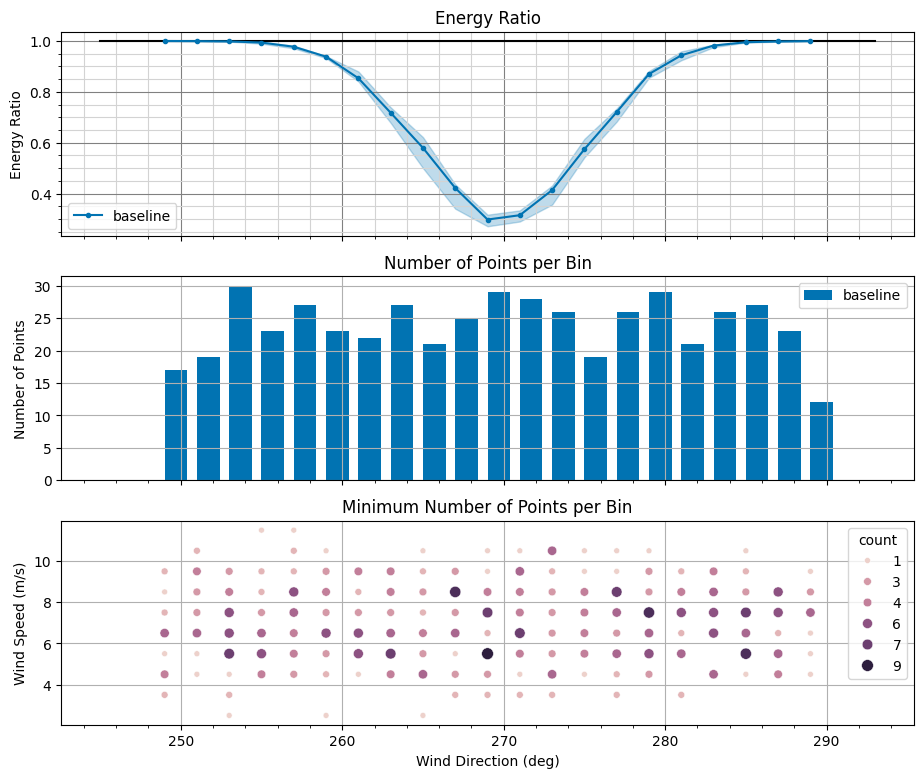 Energy Ratio
1.0
0.8
0.6
0.4
Energy Ratio
baseline
Number of Points per Bin
30
25
20
15
10
5
0
Number of Points
baseline
Minimum Number of Points per Bin
10
8
6
4
Wind Speed (m/s)
count
1
3
4
6
7
9
250 260 270 280 290
Wind Direction (deg)